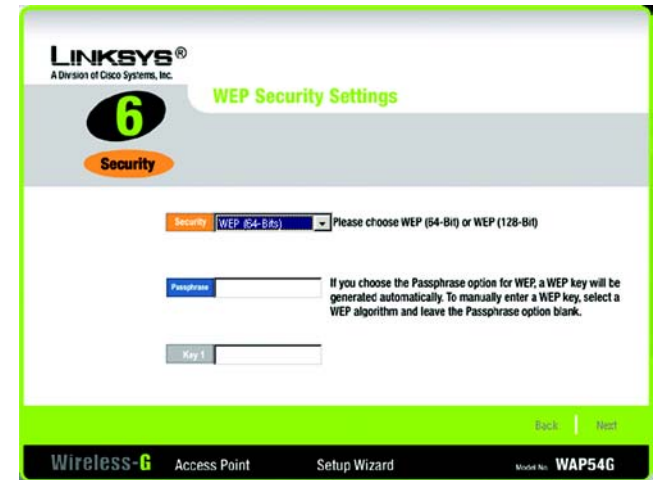 LINKSYS®
A Division of Cisco Systems, Inc.
WEP Security Settings
6
Security
Security WEP (64-Bits) Please choose WEP (64-Bit) or WEP (128-Bit)
Passphrase
If you choose the Passphrase option for WEP, a WEP key will be
generated automatically. To manually enter a WEP key, select a
WEP algorithm and leave the Passphrase option blank.
Key 1
Back Next
Wireless-G Access Point Setup Wizard Model No. WAP54G